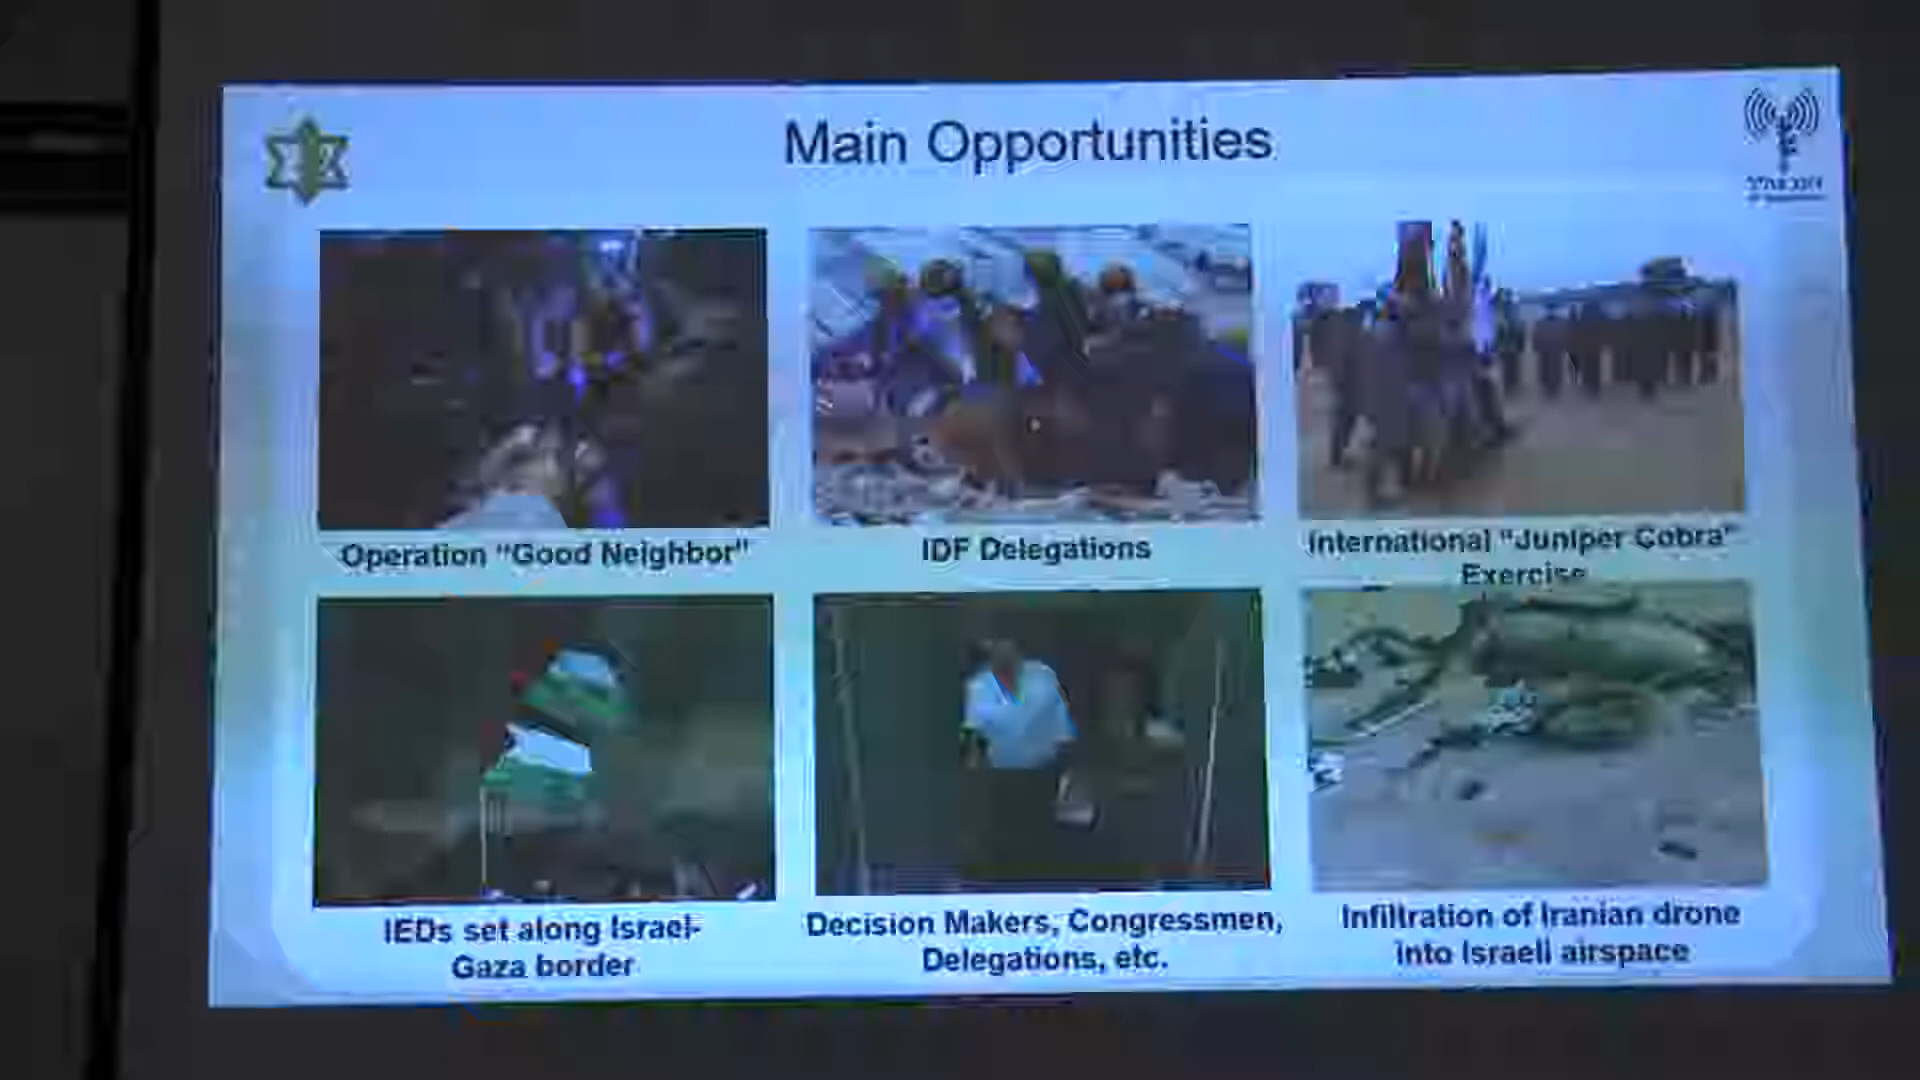 Main Opportunities
Operation "Good Neighbor"
IDF Delegations
International "Juniper Cobra"
Exercise
IEDs set along Israel-
Gaza border
Decision Makers, Congressmen,
Delegations, etc.
Infiltration of Iranian drone
into Israeli airspace